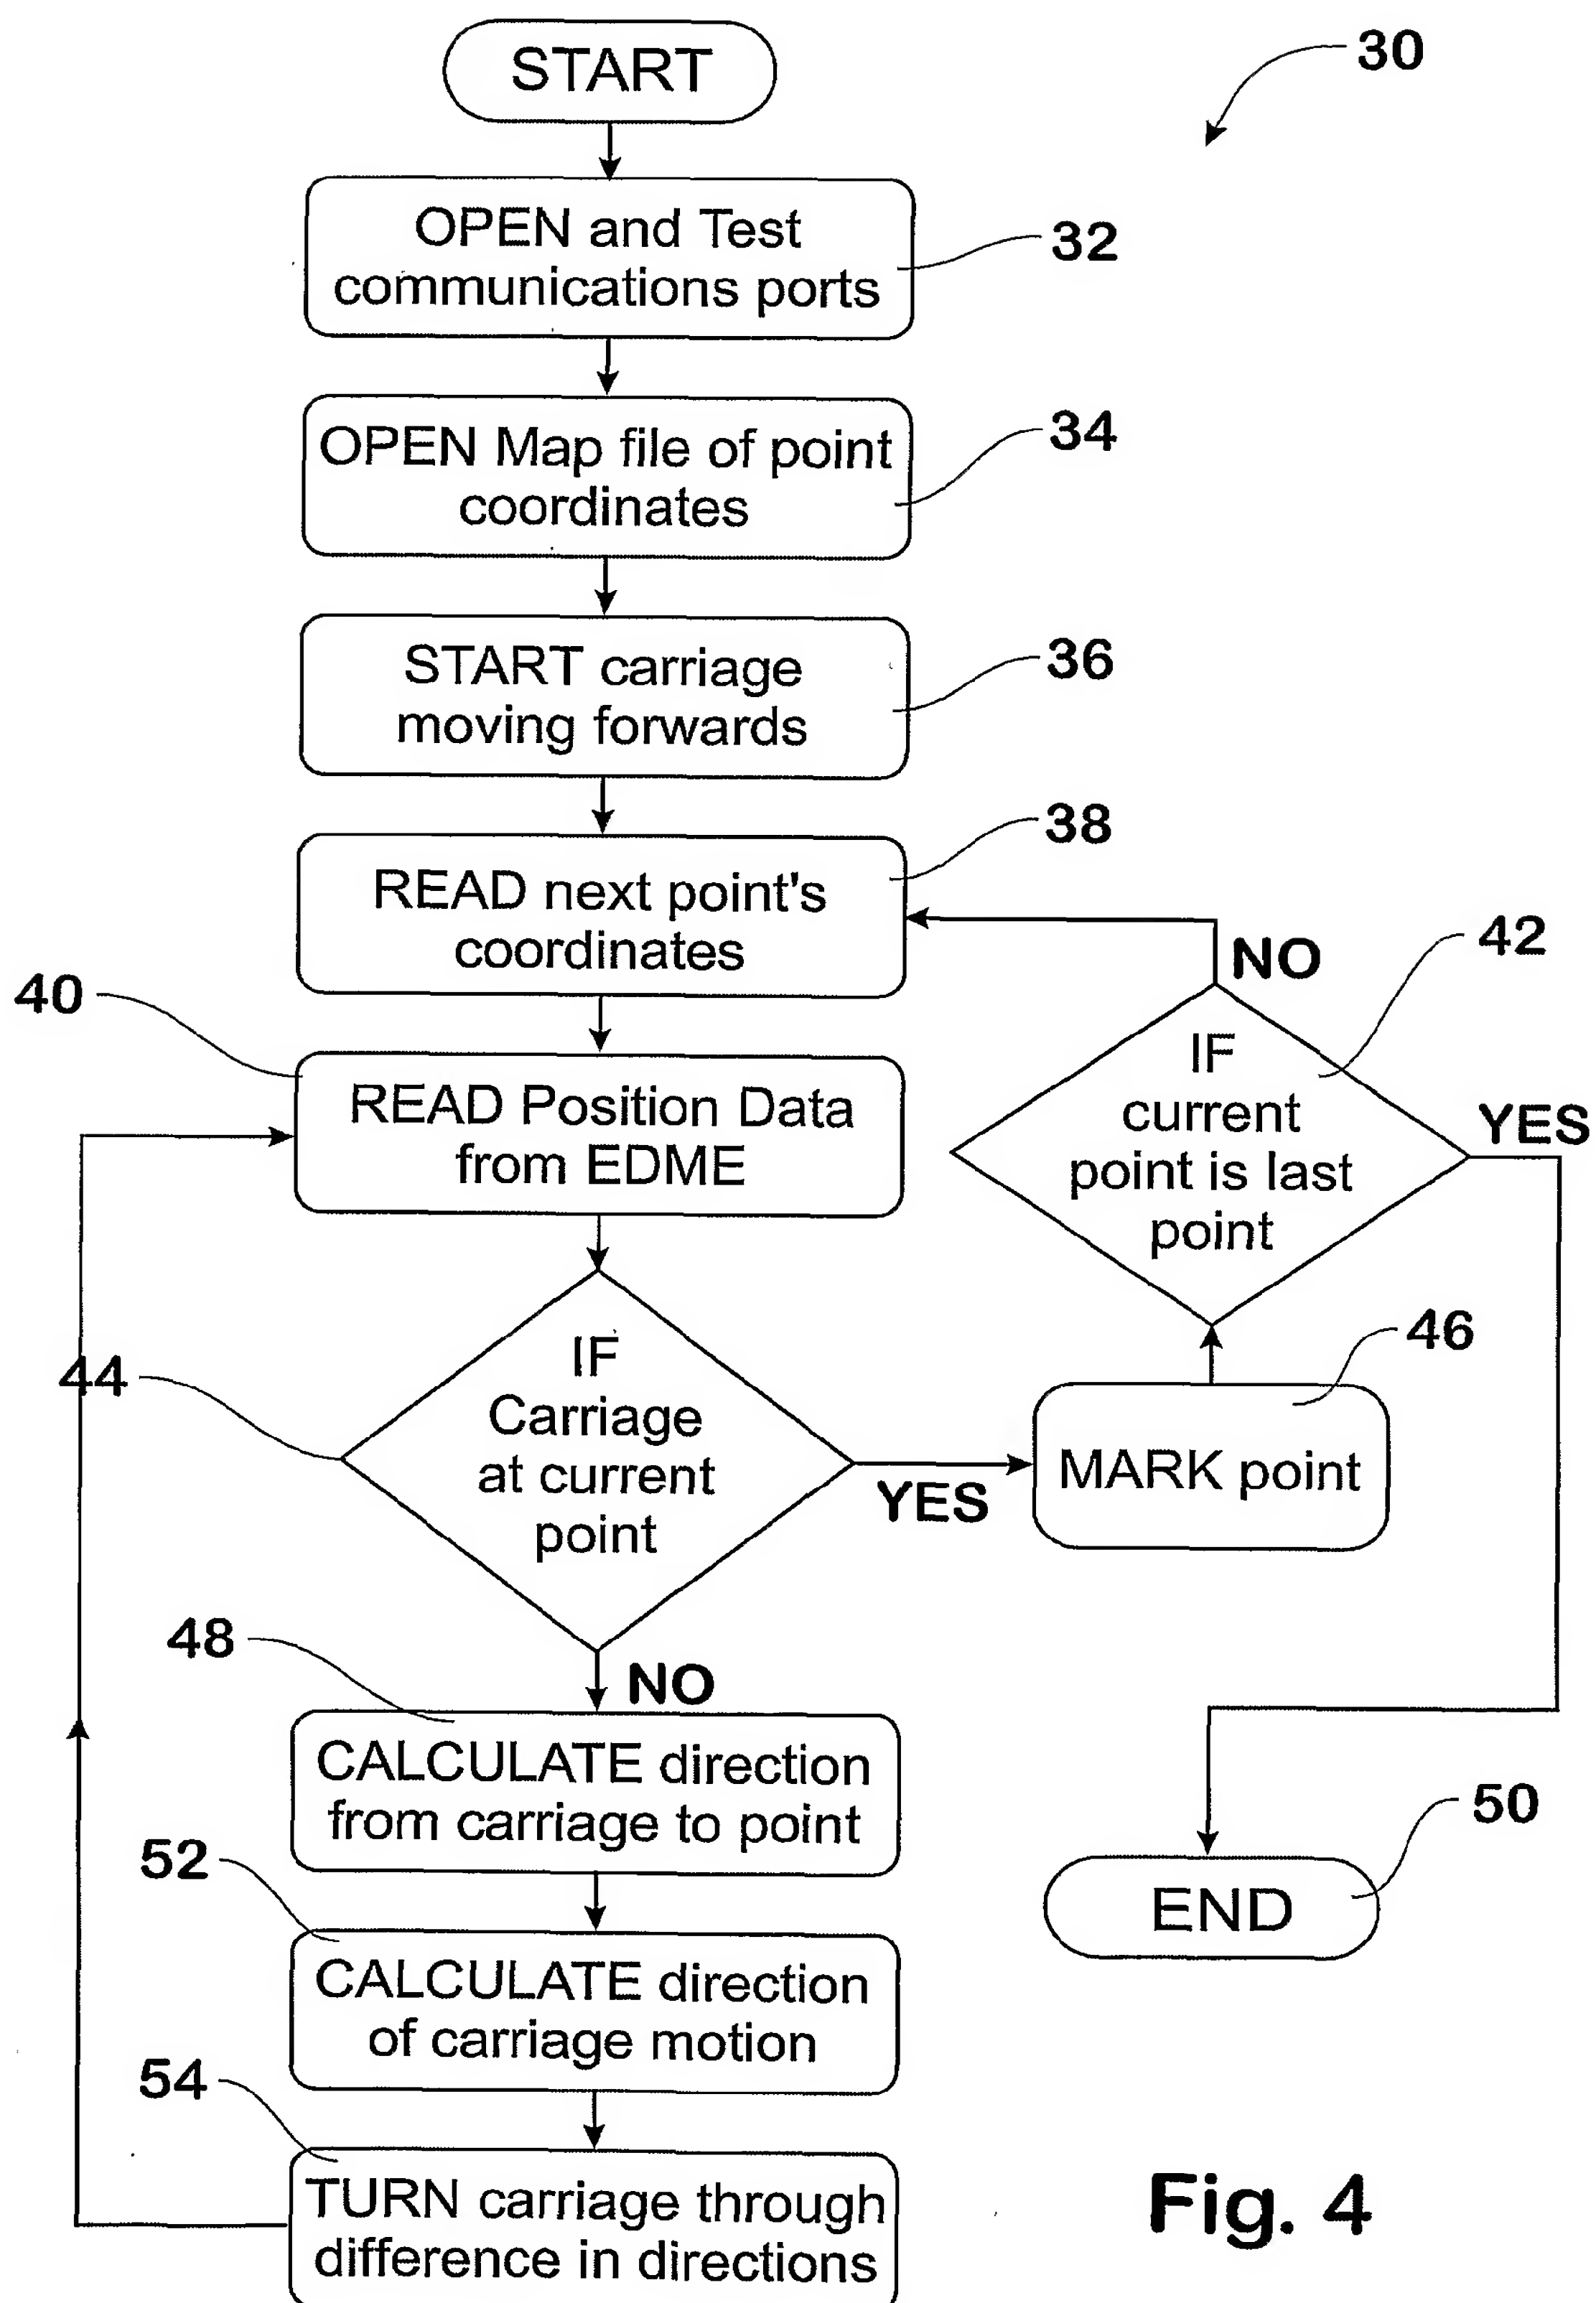 START
30
OPEN and Test
communications ports
32
OPEN Map file of point
coordinates
34
START carriage
moving forwards
36
READ next point's
coordinates
38
40
READ Position Data
from EDME
NO
42
IF
current
point is last
point
YES
44
IF
Carriage
at current
point
YES
46
MARK point
48
NO
CALCULATE direction
from carriage to point
50
END
52
CALCULATE direction
of carriage motion
54
TURN carriage through
difference in directions
Fig. 4